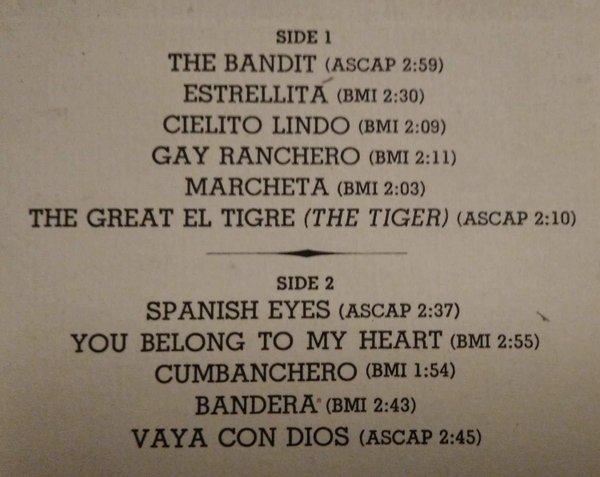 SIDE 1
THE BANDIT (ASCAP 2:59)
ESTRELLITA (BMI 2:30)
CIELITO LINDO (BMI 2:09)
GAY RANCHERO (BMI 2:11)
MARCHETA (BMI 2:03)
THE GREAT EL TIGRE (THE TIGER) (ASCAP 2:10)
SIDE 2
SPANISH EYES (ASCAP 2:37)
YOU BELONG TO MY HEART (BMI 2:55)
CUMBANCHERO (BMI 1:54)
BANDERA (BMI 2:43)
VAYA CON DIOS (ASCAP 2:45)